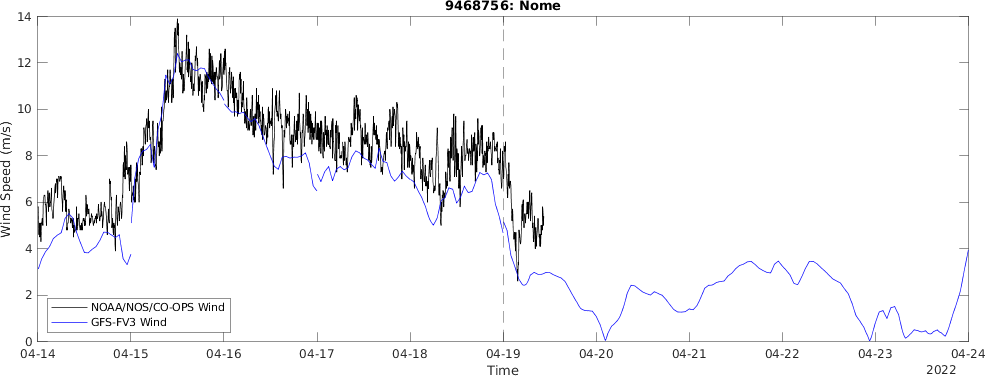 9468756: Nome
Wind Speed (m/s)
14
12
10
8
6
4
2
0
NOAA/NOS/CO-OPS Wind
GFS-FV3 Wind
04-14 04-15 04-16 04-17 04-18 04-19 04-20 04-21 04-22 04-23 04-24
Time
2022